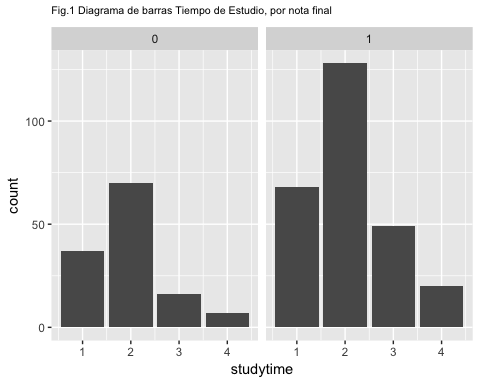 Fig.1 Diagrama de barras Tiempo de Estudio, por nota final
0 1
100
50
0
count
1 2 3 4 1 2 3 4
studytime